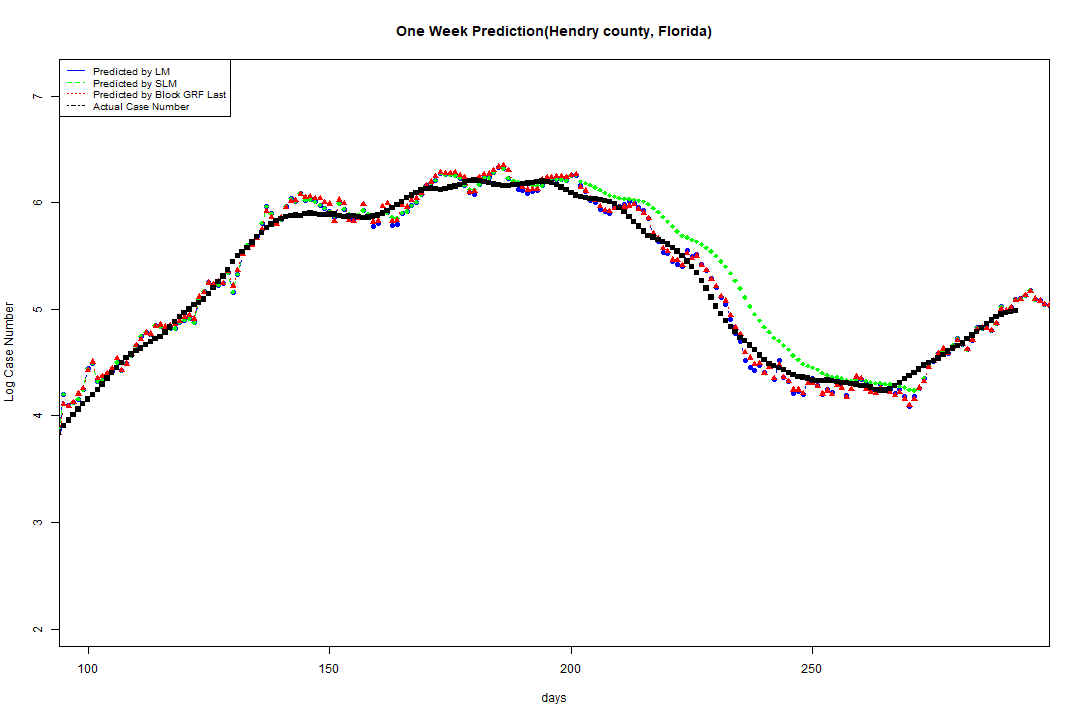 One Week Prediction(Hendry county, Florida)
Predicted by LM
Predicted by SLM
Predicted by Block GRF Last
Actual Case Number
7
6
5
4
3
2
Log Case Number
100 150 200 250
days